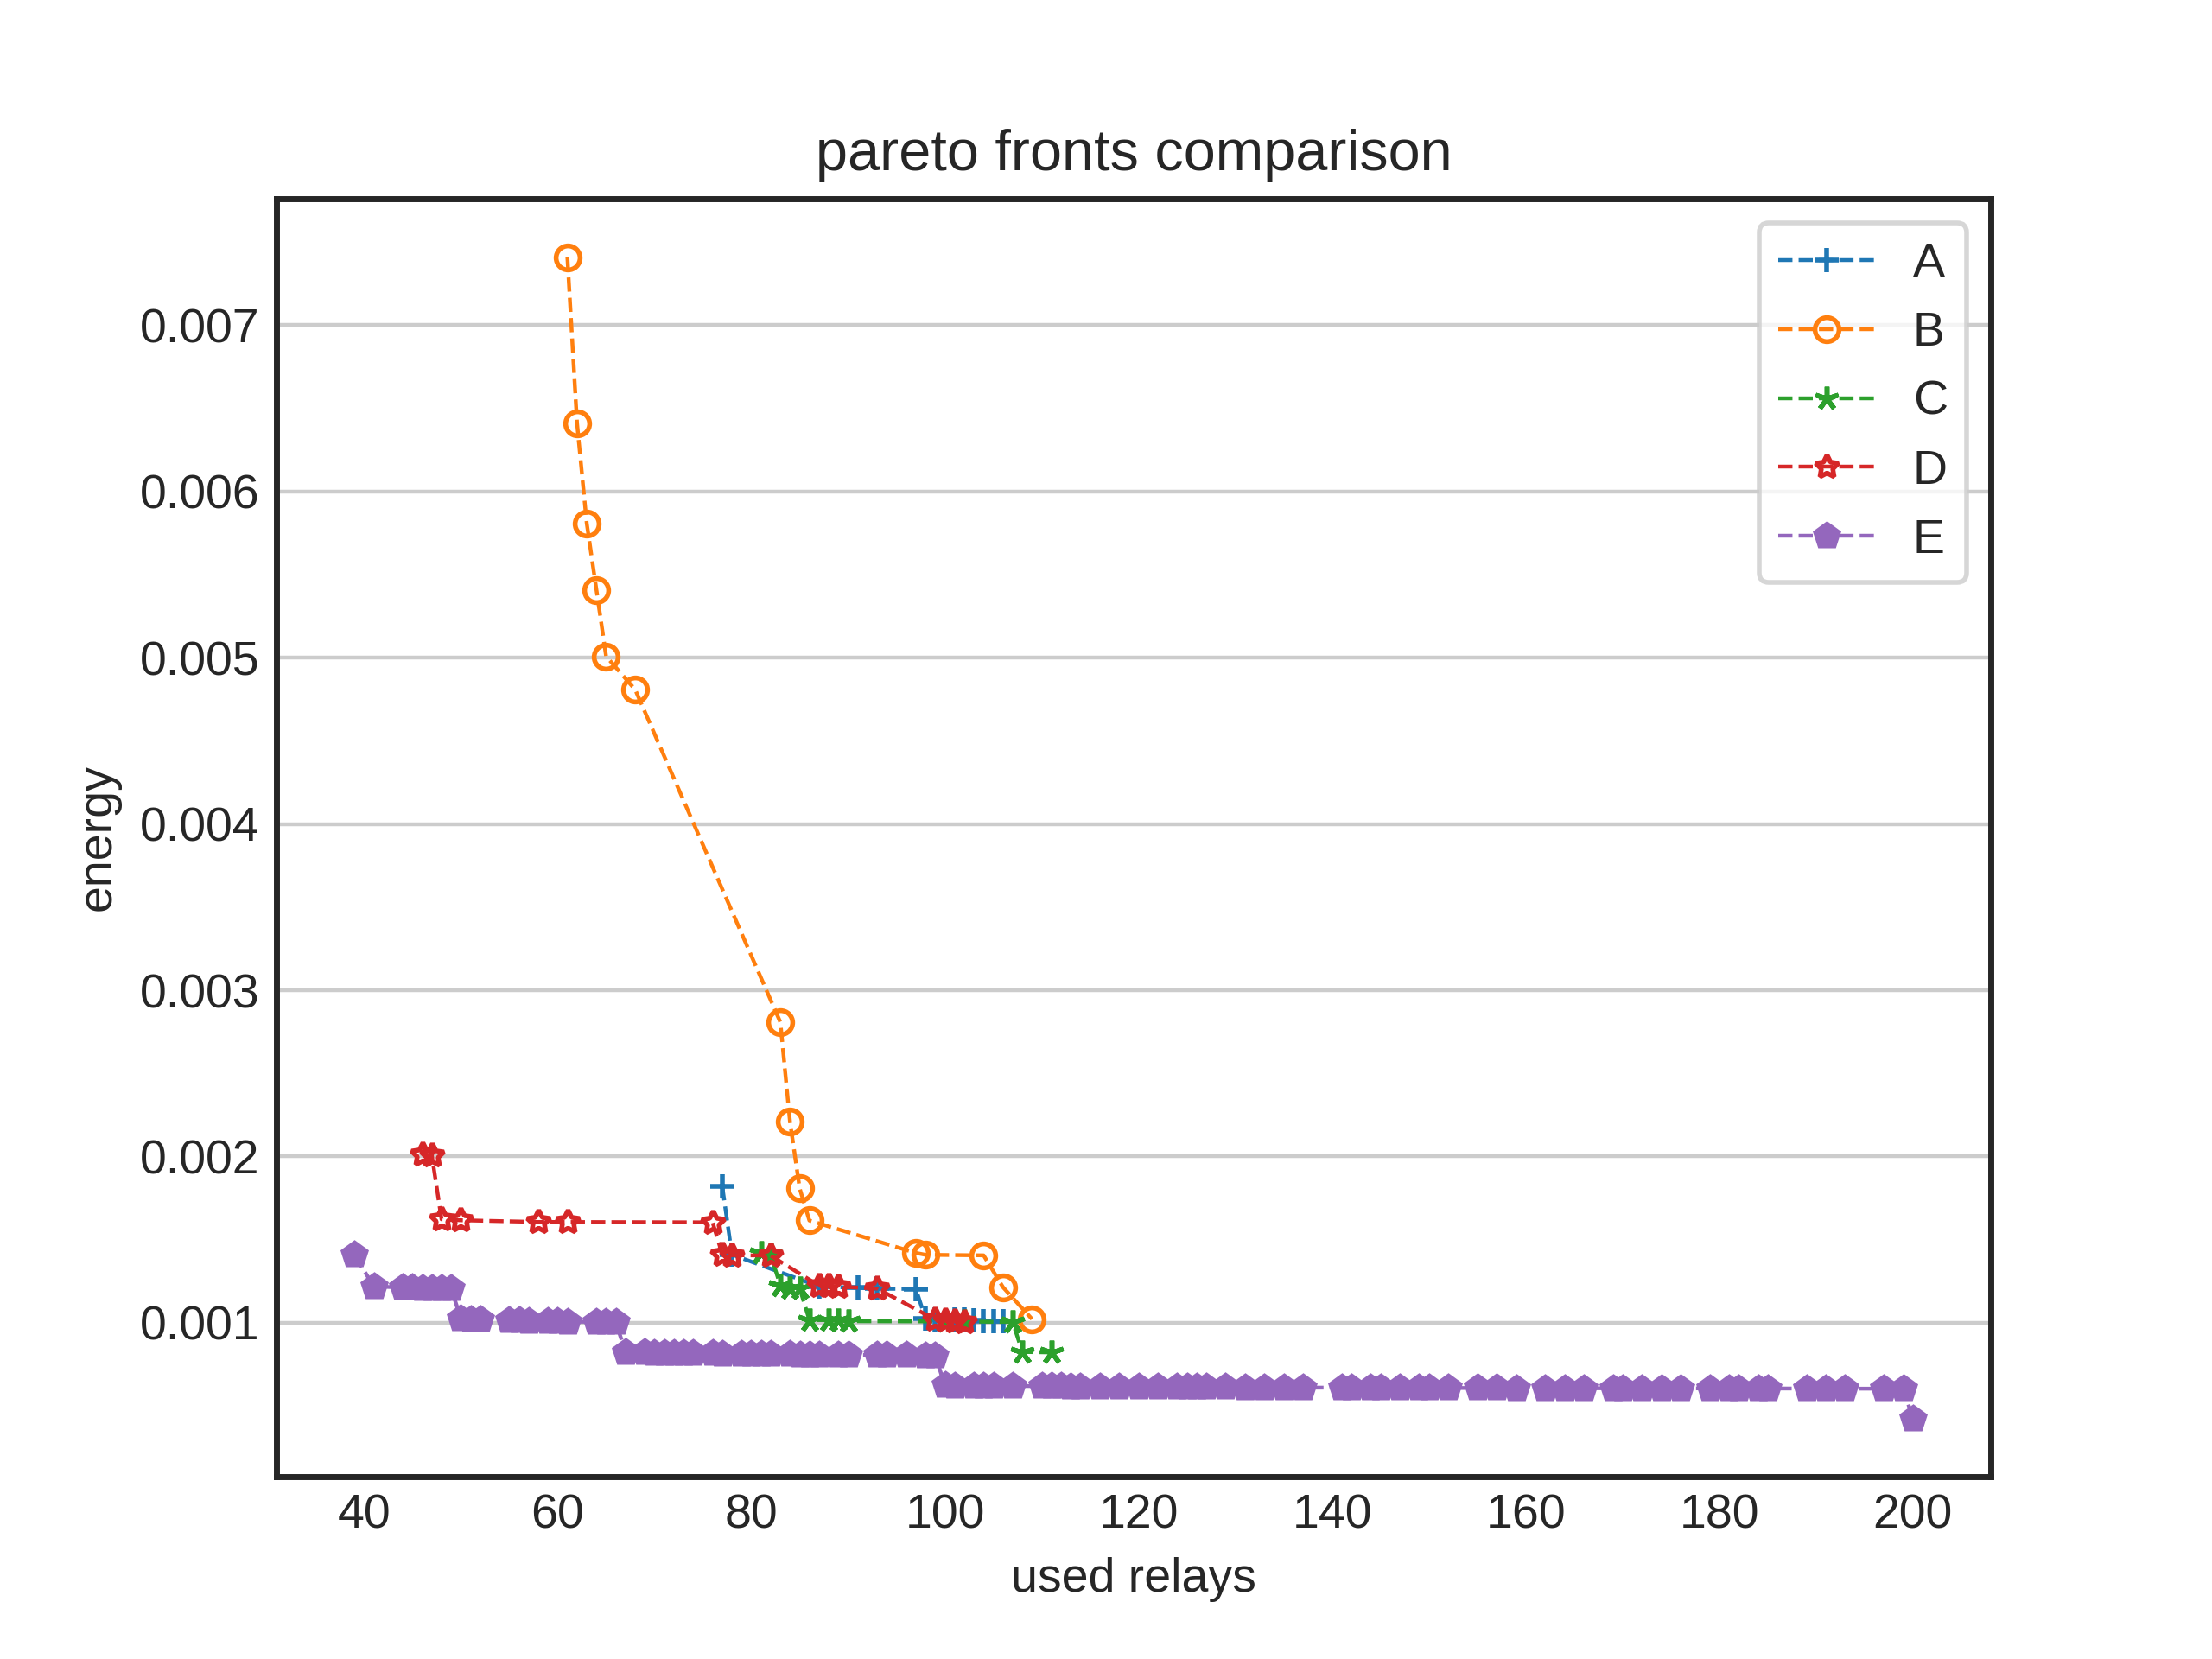 pareto fronts comparison
A
B
C
D
E
0.007
0.006
0.005
0.004
0.003
0.002
0.001
energy
40 60 80 100 120 140 160 180 200
used relays